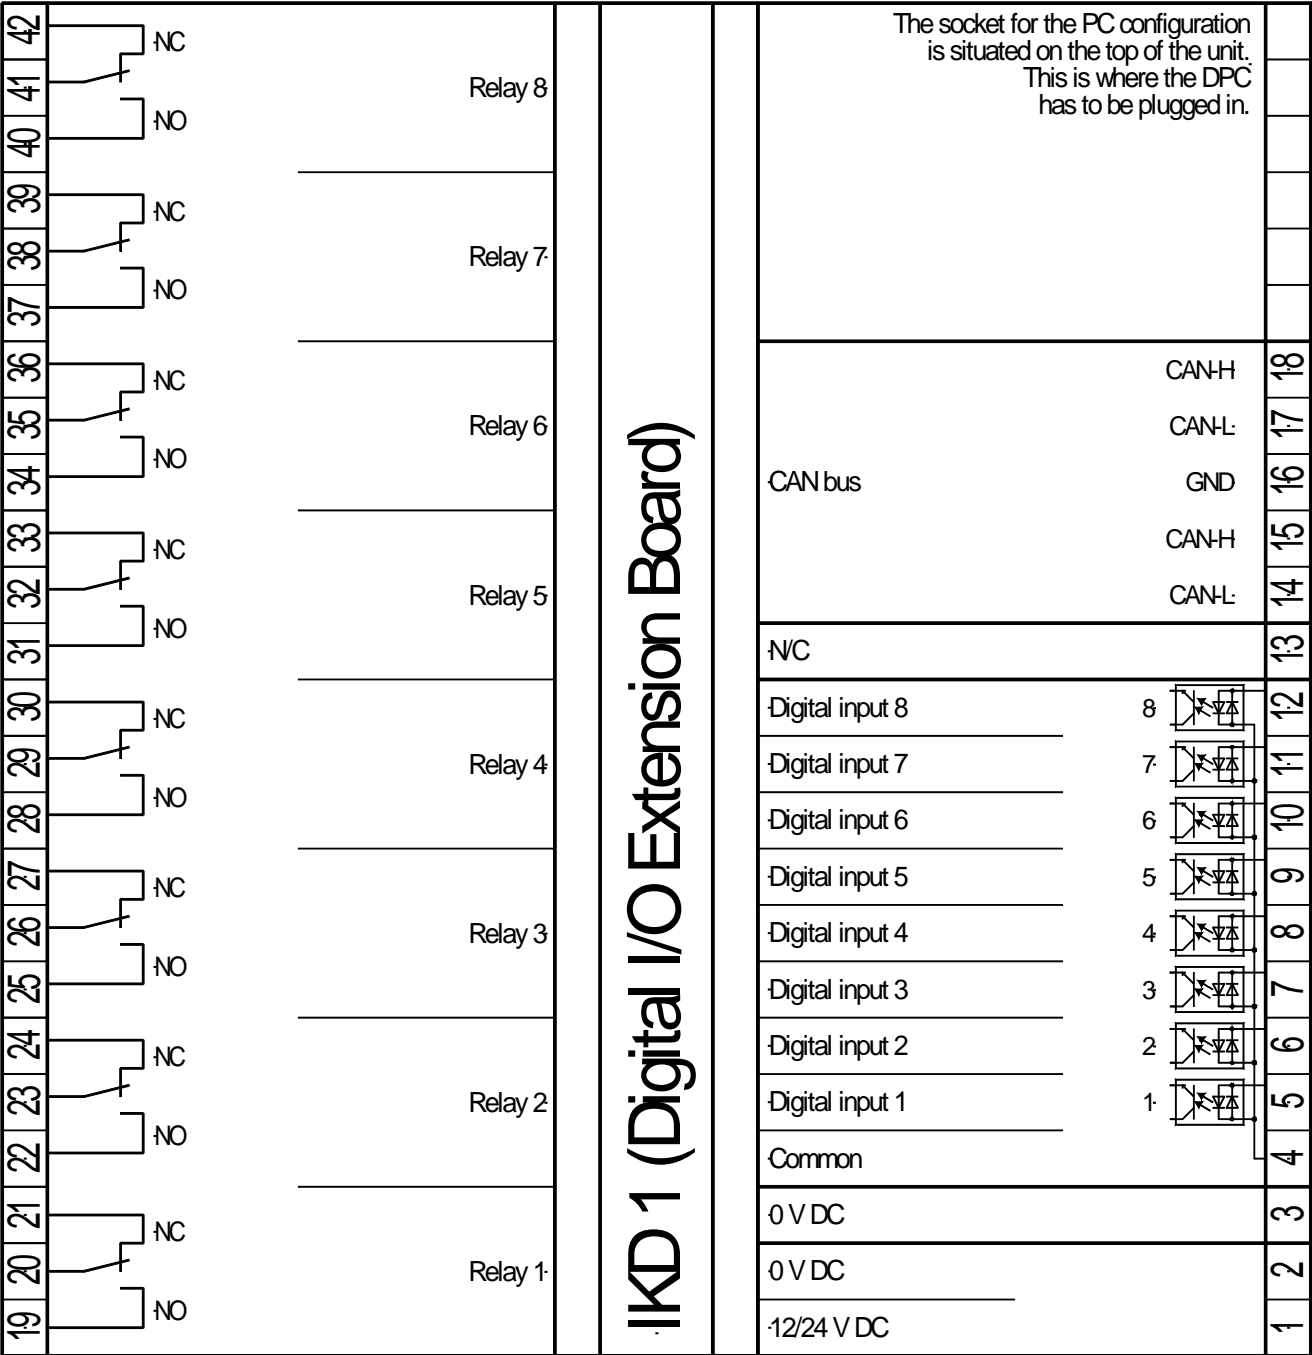 42
NC
41
Relay 8
40
NO
39
NC
38
Relay 7
37
NO
36
NC
35
Relay 6
34
NO
33
NC
32
Relay 5
31
NO
30
NC
29
Relay 4
28
NO
27
NC
26
Relay 3
25
NO
24
NC
23
Relay 2
22
NO
21
NC
20
Relay 1
19
NO
IKD 1 (Digital I/O Extension Board)
The socket for the PC configuration
is situated on the top of the unit.
This is where the DPC
has to be plugged in.
CAN bus
CAN-H 18
CAN-L 17
GND 16
CAN-H 15
CAN-L 14
N/C 13
Digital input 8 8 12
Digital input 7 7 11
Digital input 6 6 10
Digital input 5 5 9
Digital input 4 4 8
Digital input 3 3 7
Digital input 2 2 6
Digital input 1 1 5
Common 4
0 V DC 3
0 V DC 2
12/24 V DC 1